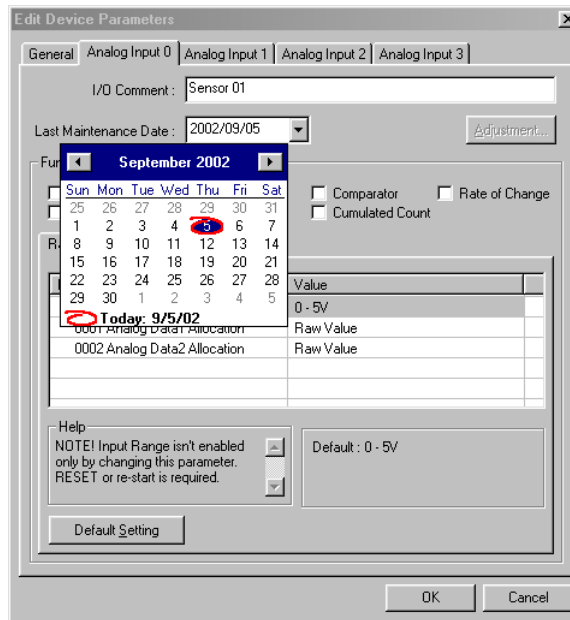 Edit Device Parameters
General Analog Input 0 Analog Input 1 Analog Input 2 Analog Input 3
I/O Comment : Sensor 01
Last Maintenance Date : 2002/09/05 Adjustment...
Fu
September 2002
Sun Mon Tue Wed Thu Fri Sat
25 26 27 28 29 30 31
1 2 3 4 5 6 7
8 9 10 11 12 13 14
15 16 17 18 19 20 21
22 23 24 25 26 27 28
29 30 1 2 3 4 5
Today: 9/5/02
Comparator Rate of Change
Cumulated Count
Value
0 - 5V
0001 Analog Data1 Allocation Raw Value
0002 Analog Data2 Allocation Raw Value
Help
NOTE! Input Range isn't enabled
only by changing this parameter.
RESET or re-start is required.
Default : 0 - 5V
Default Setting
OK Cancel